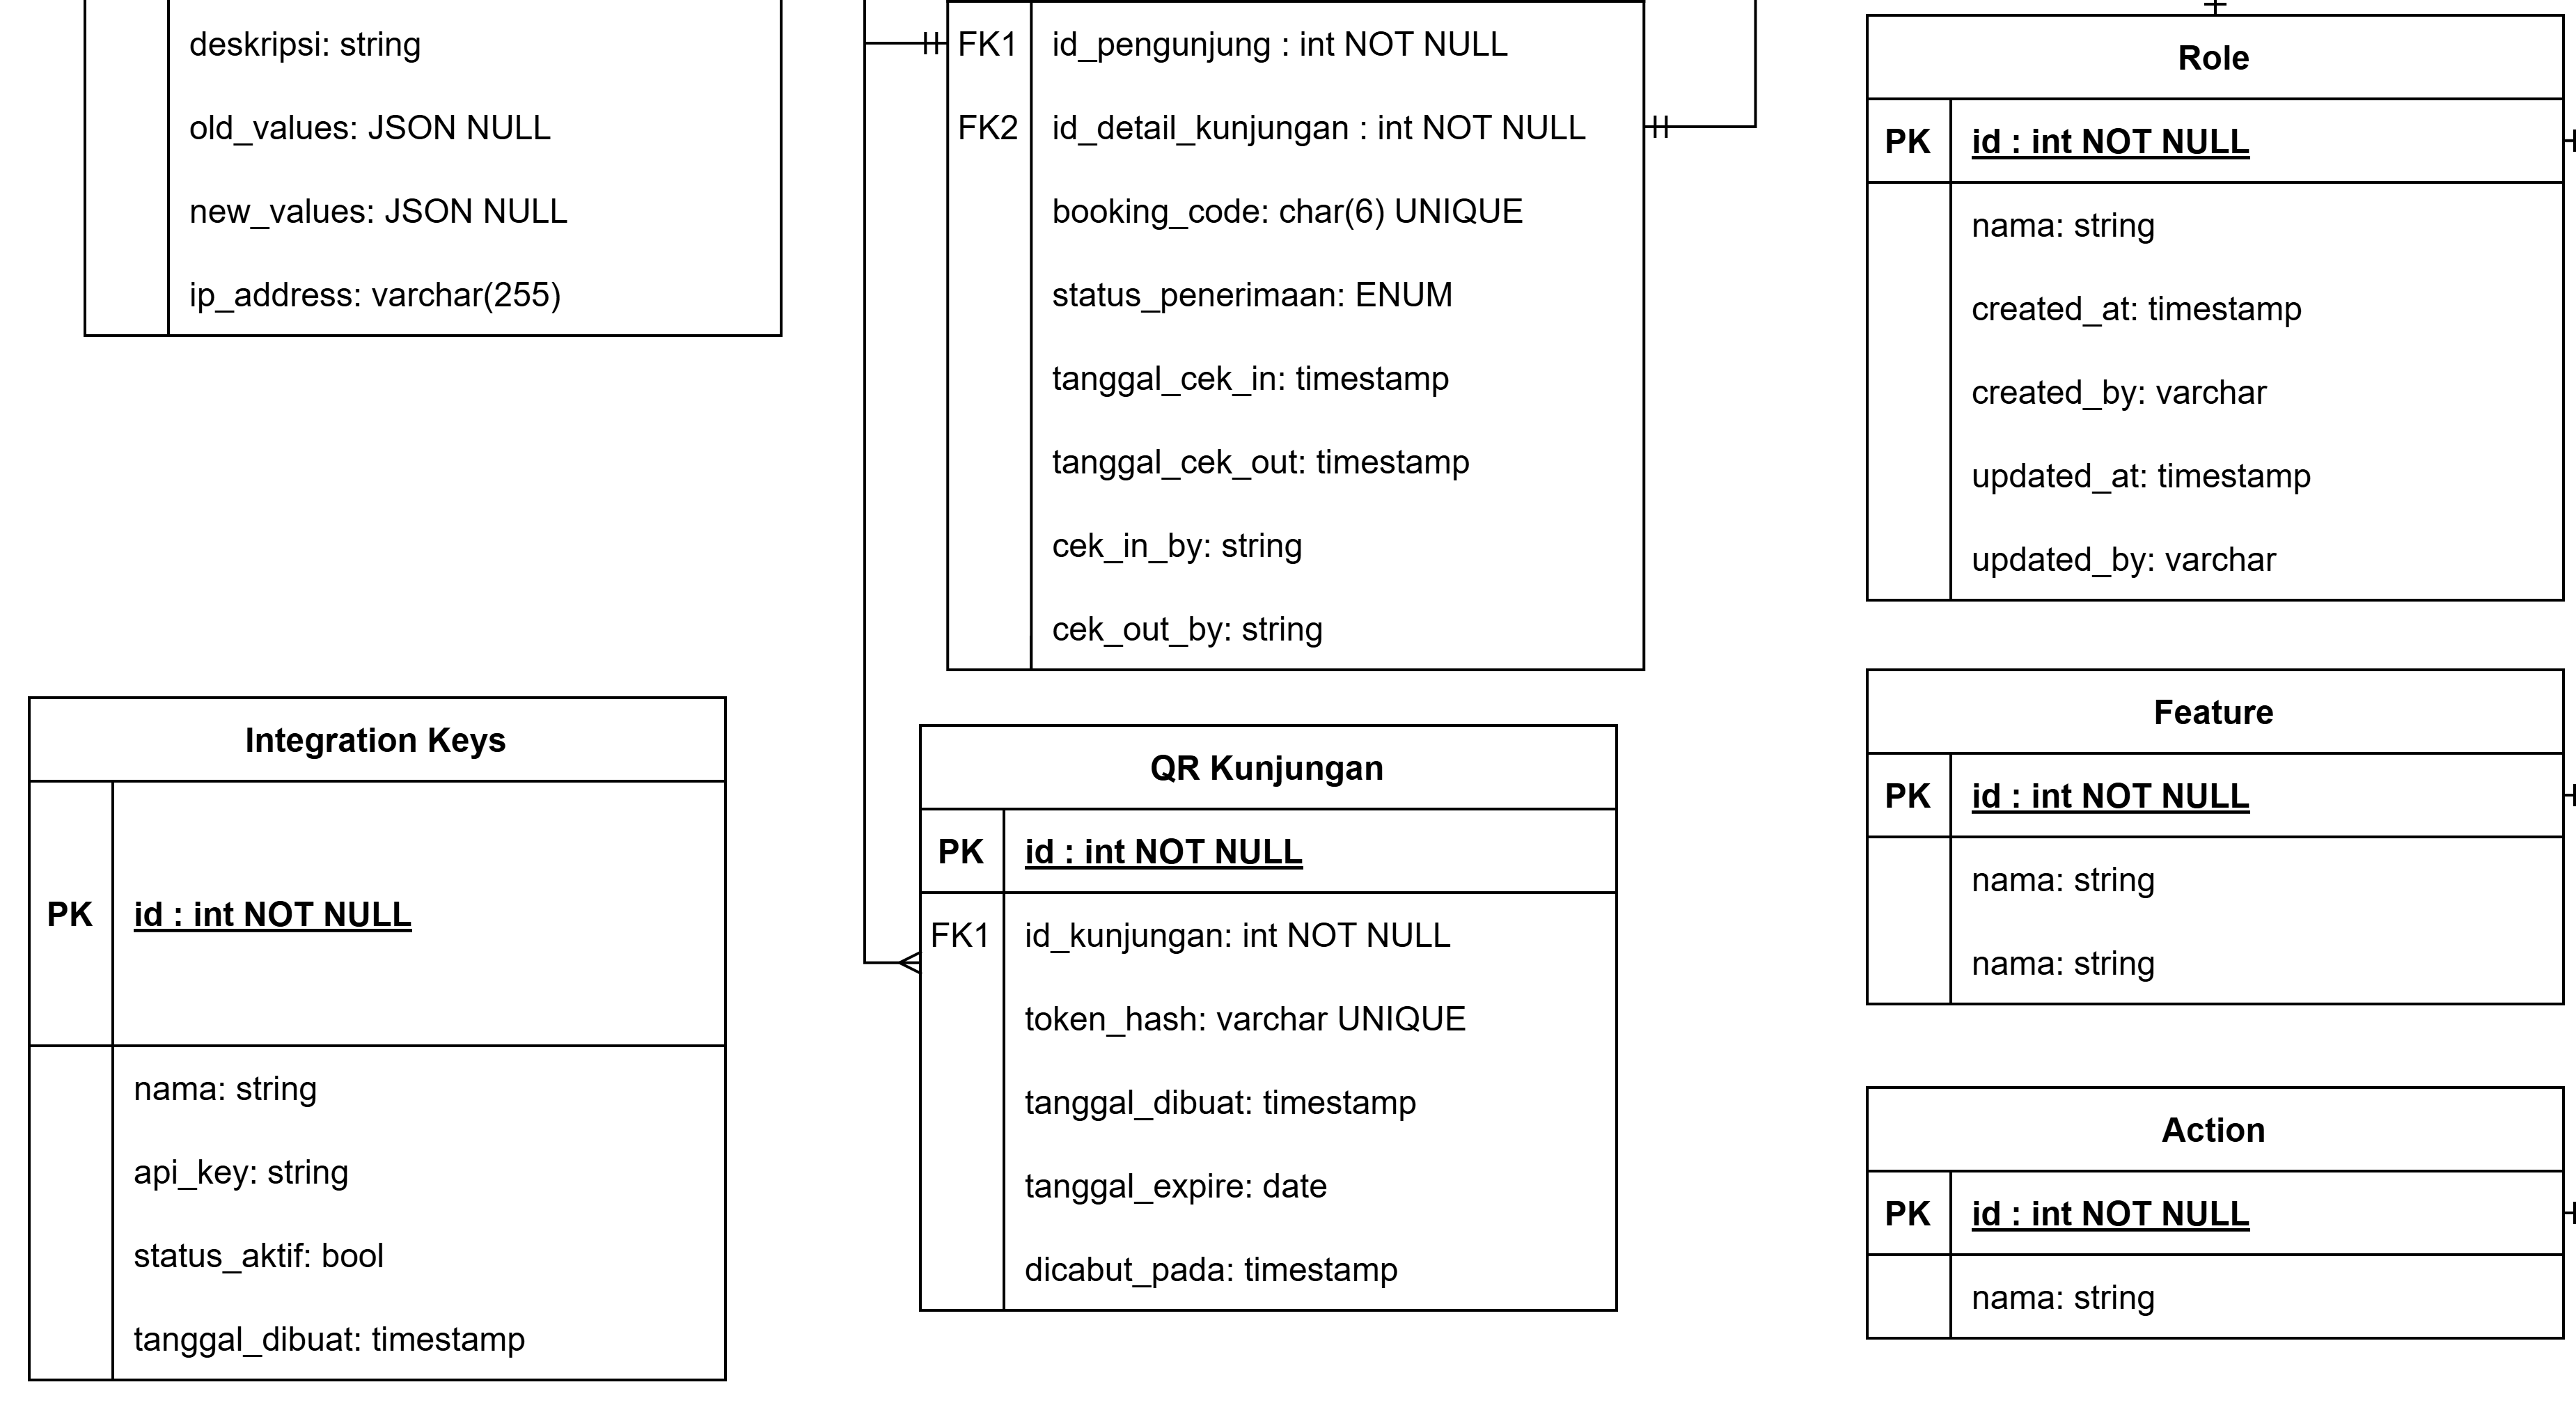 deskripsi: string
old_values: JSON NULL
new_values: JSON NULL
ip_address: varchar(255)
FK1 id_pengunjung : int NOT NULL
FK2 id_detail_kunjungan : int NOT NULL
booking_code: char(6) UNIQUE
status_penerimaan: ENUM
tanggal_cek_in: timestamp
tanggal_cek_out: timestamp
cek_in_by: string
cek_out_by: string
Role
PK id : int NOT NULL
nama: string
created_at: timestamp
created_by: varchar
updated_at: timestamp
updated_by: varchar
Integration Keys
PK id : int NOT NULL
nama: string
api_key: string
status_aktif: bool
tanggal_dibuat: timestamp
QR Kunjungan
PK id : int NOT NULL
FK1 id_kunjungan: int NOT NULL
token_hash: varchar UNIQUE
tanggal_dibuat: timestamp
tanggal_expire: date
dicabut_pada: timestamp
Feature
PK id : int NOT NULL
nama: string
nama: string
Action
PK id : int NOT NULL
nama: string